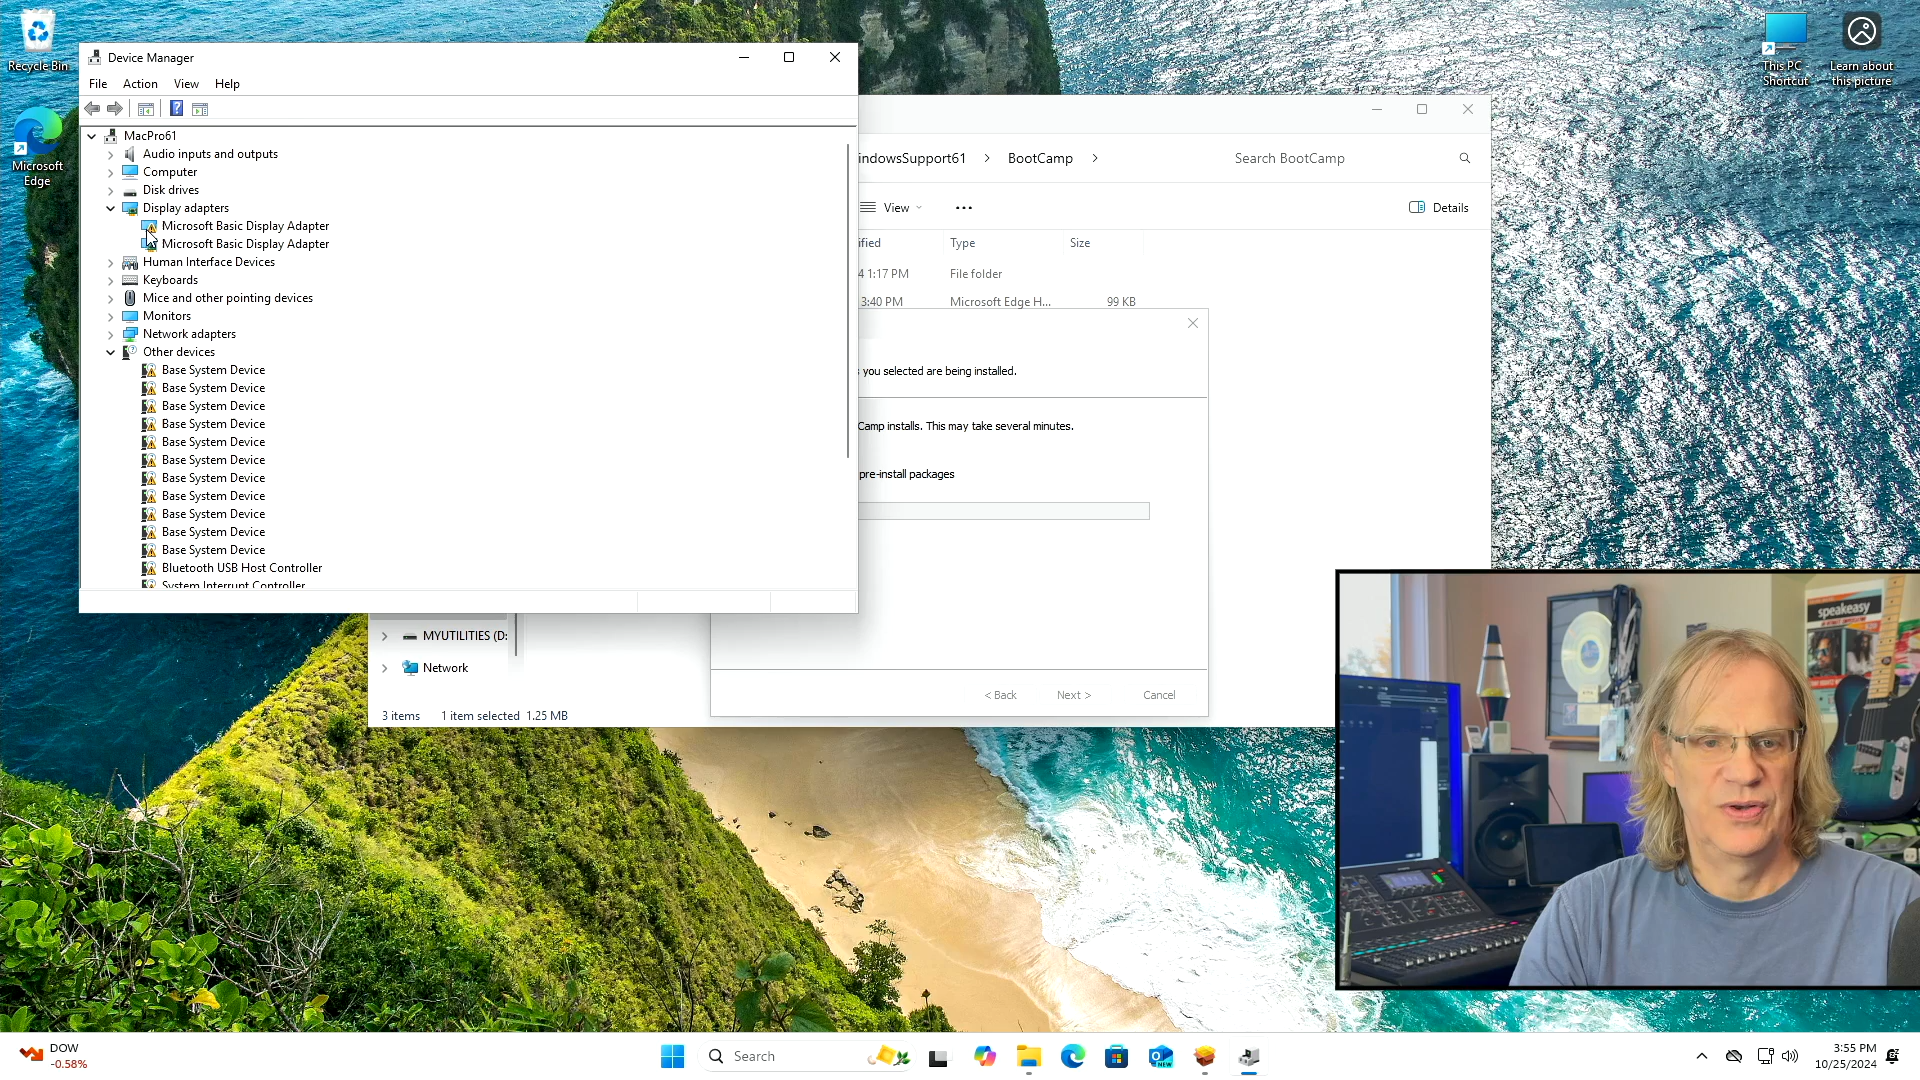 Recycle Bin
Microsoft
Edge
This PC -
Shortcut
Learn about
this picture
Device Manager
File Action View Help
MacPro61
Audio inputs and outputs
Computer
Disk drives
Display adapters
Microsoft Basic Display Adapter
Microsoft Basic Display Adapter
Human Interface Devices
Keyboards
Mice and other pointing devices
Monitors
Network adapters
Other devices
Base System Device
Base System Device
Base System Device
Base System Device
Base System Device
Base System Device
Base System Device
Base System Device
Base System Device
Base System Device
Base System Device
Bluetooth USB Host Controller
System Interrupt Controller
indowsSupport61 > BootCamp >
Search BootCamp
View
Details
ified Type Size
4 1:17 PM File folder
3:40 PM Microsoft Edge H... 99 KB
you selected are being installed.
Camp installs. This may take several minutes.
pre-install packages
< Back Next > Cancel
MYUTILITIES (D:
Network
3 items 1 item selected 1.25 MB
speakeasy
DOW
-0.58%
Search
NEW
3:55 PM
10/25/2024